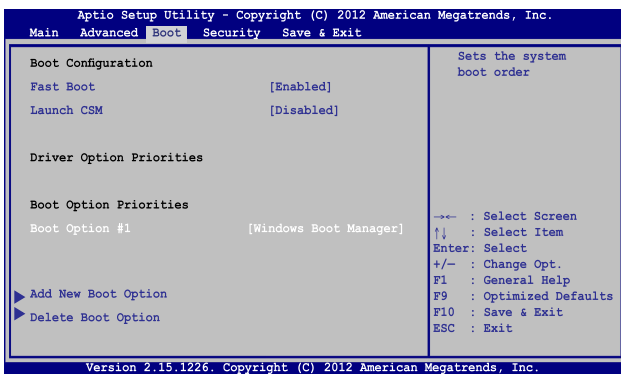 Aptio Setup Utility - Copyright (C) 2012 American Megatrends, Inc.
Main Advanced Boot Security Save & Exit
Boot Configuration
Fast Boot [Enabled]
Launch CSM [Disabled]
Driver Option Priorities
Boot Option Priorities
Boot Option #1 [Windows Boot Manager]
Add New Boot Option
Delete Boot Option
Sets the system
boot order
→← : Select Screen
↑↓ : Select Item
Enter: Select
+/— : Change Opt.
F1 : General Help
F9 : Optimized Defaults
F10 : Save & Exit
ESC : Exit
Version 2.15.1226. Copyright (C) 2012 American Megatrends, Inc.